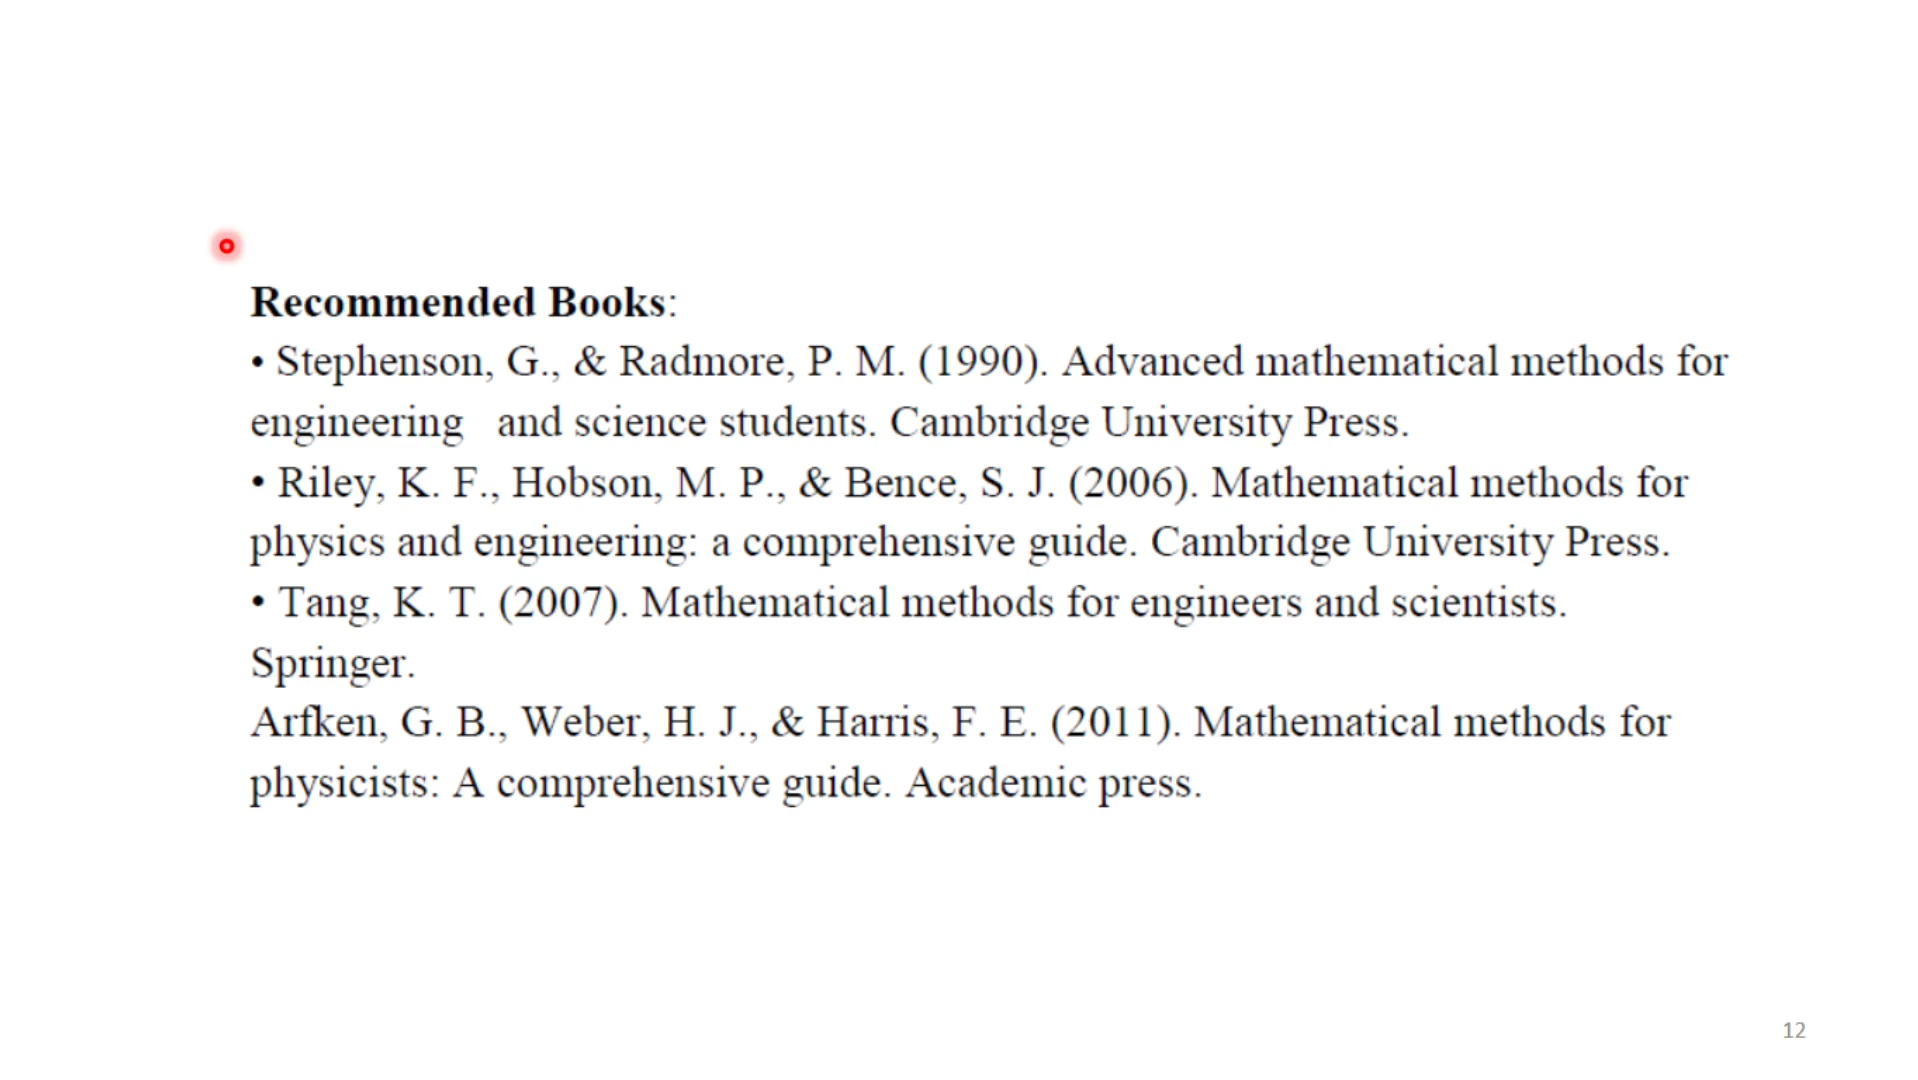 Recommended Books:
• Stephenson, G., & Radmore, P. M. (1990). Advanced mathematical methods for
engineering   and science students. Cambridge University Press.
• Riley, K. F., Hobson, M. P., & Bence, S. J. (2006). Mathematical methods for
physics and engineering: a comprehensive guide. Cambridge University Press.
• Tang, K. T. (2007). Mathematical methods for engineers and scientists.
Springer.
Arfken, G. B., Weber, H. J., & Harris, F. E. (2011). Mathematical methods for
physicists: A comprehensive guide. Academic press.
12